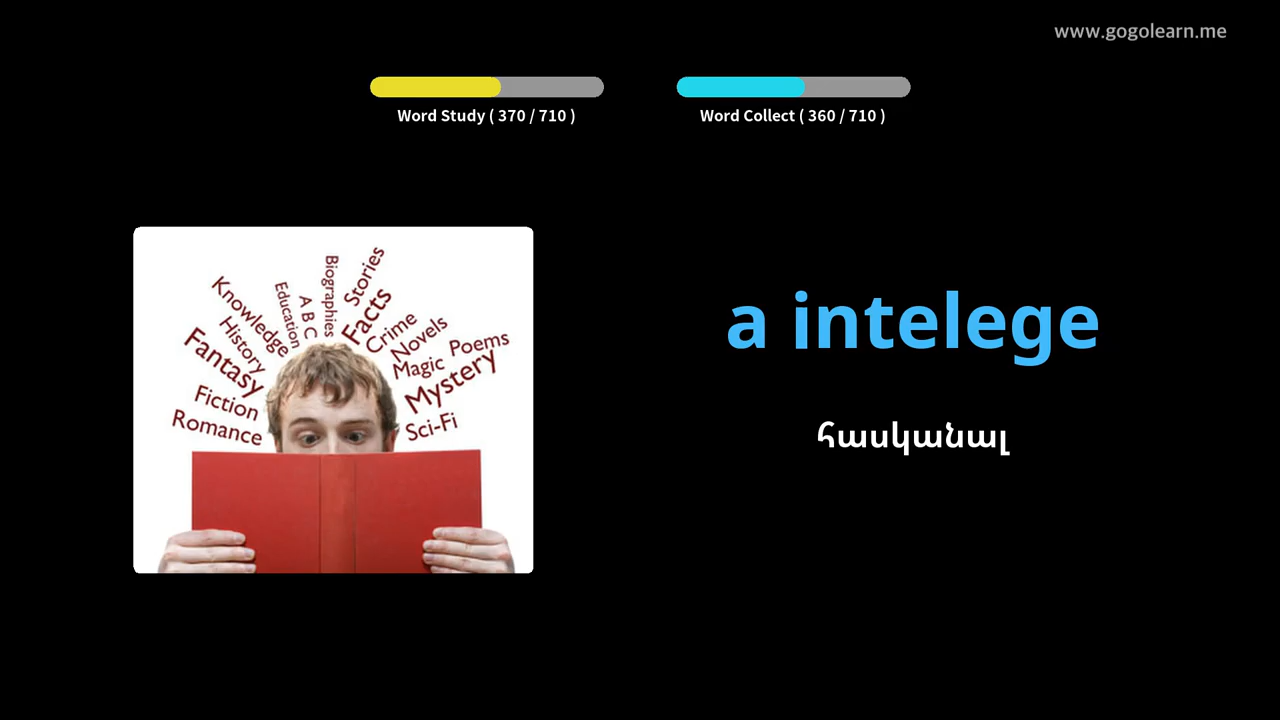 www.gogolearn.me
Word Study ( 370 / 710 )
Word Collect ( 360 / 710 )
Knowledge
Education
A B C
Biographies
Stories
Facts
History
Crime
Novels
Fantasy
Magic
Poems
Mystery
Fiction
Romance
Sci-Fi
a intelege
հասկանալ